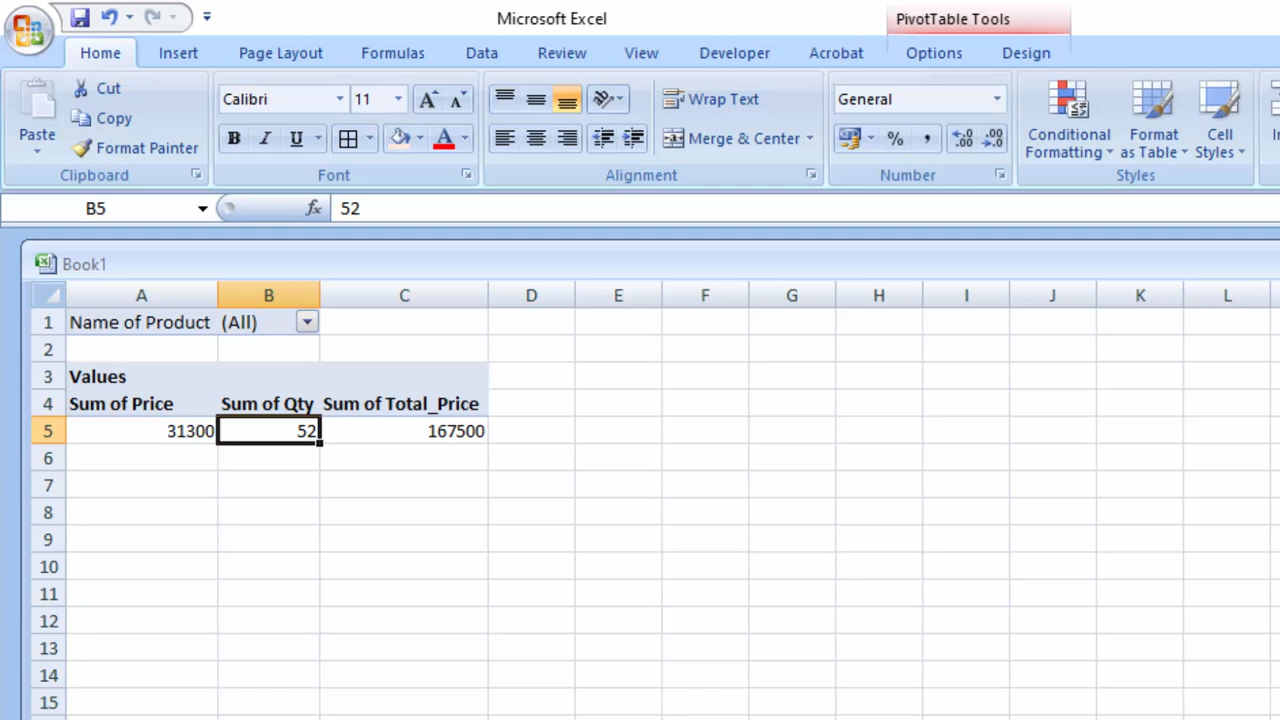 Microsoft Excel
PivotTable Tools
Home Insert Page Layout Formulas Data Review View Developer Acrobat Options Design
Paste
Cut
Copy
Format Painter
Clipboard
Calibri 11
B I U A
Font
Wrap Text
Merge & Center
Alignment
General
% ,
Number
Conditional Formatting
Format as Table
Cell Styles
Styles
B5 fx 52
Book1
A B C D E F G H I J K L
1 Name of Product (All)
2
3 Values
4 Sum of Price Sum of Qty Sum of Total_Price
5 31300 52 167500
6
7
8
9
10
11
12
13
14
15